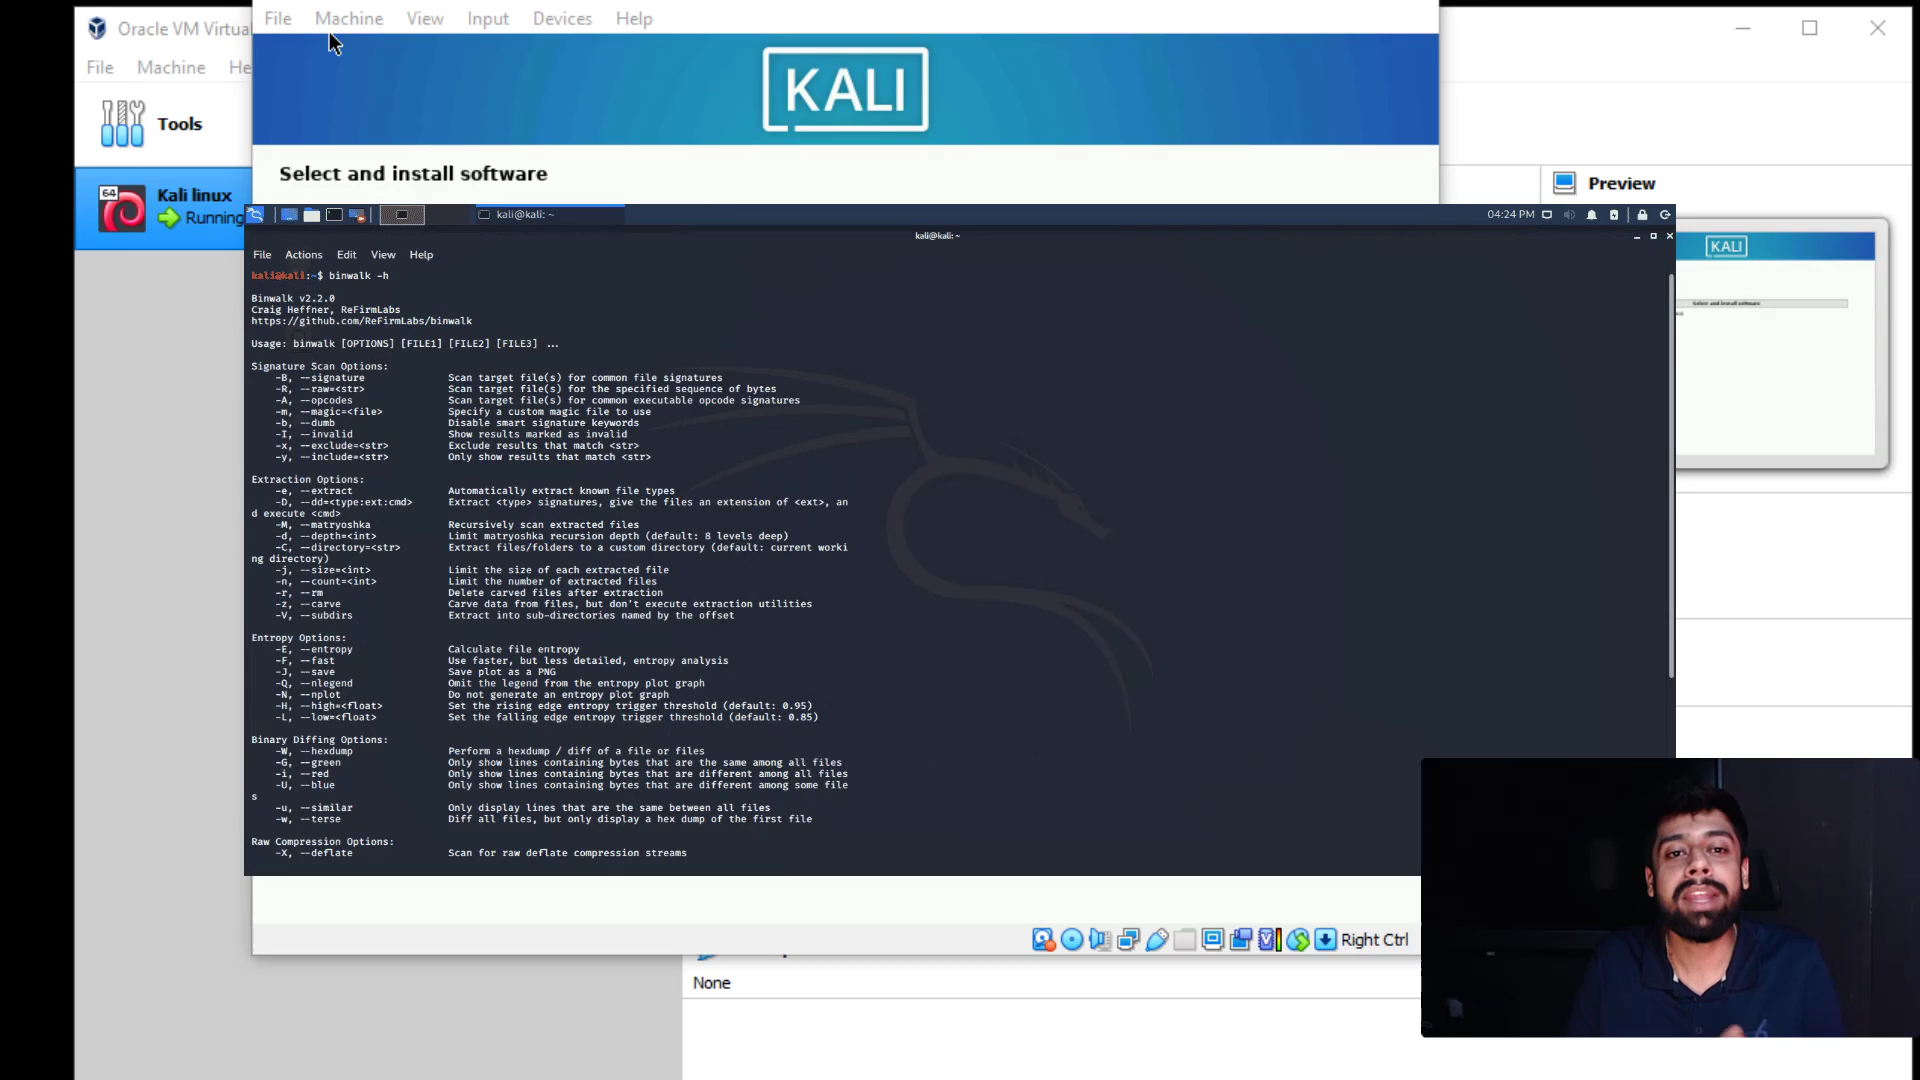 Oracle VM Virtual
File Machine He
Tools
64
Kali linux
Running
File Machine View Input Devices Help
KALI
Select and install software
Preview
KALI
Select and install software
kali@kali: ~
04:24 PM
kali@kali: ~
File Actions Edit View Help
kali@kali:~$ binwalk -h
Binwalk v2.2.0
Craig Heffner, ReFirmLabs
https://github.com/ReFirmLabs/binwalk
Usage: binwalk [OPTIONS] [FILE1] [FILE2] [FILE3] ...
Signature Scan Options:
-B, --signature Scan target file(s) for common file signatures
-R, --raw=<str> Scan target file(s) for the specified sequence of bytes
-A, --opcodes Scan target file(s) for common executable opcode signatures
-m, --magic=<file> Specify a custom magic file to use
-b, --dumb Disable smart signature keywords
-I, --invalid Show results marked as invalid
-x, --exclude=<str> Exclude results that match <str>
-y, --include=<str> Only show results that match <str>
Extraction Options:
-e, --extract Automatically extract known file types
-D, --dd=<type:ext:cmd> Extract <type> signatures, give the files an extension of <ext>, an
d execute <cmd>
-M, --matryoshka Recursively scan extracted files
-d, --depth=<int> Limit matryoshka recursion depth (default: 8 levels deep)
-C, --directory=<str> Extract files/folders to a custom directory (default: current worki
ng directory)
-j, --size=<int> Limit the size of each extracted file
-n, --count=<int> Limit the number of extracted files
-r, --rm Delete carved files after extraction
-z, --carve Carve data from files, but don't execute extraction utilities
-V, --subdirs Extract into sub-directories named by the offset
Entropy Options:
-E, --entropy Calculate file entropy
-F, --fast Use faster, but less detailed, entropy analysis
-J, --save Save plot as a PNG
-Q, --nlegend Omit the legend from the entropy plot graph
-N, --nplot Do not generate an entropy plot graph
-H, --high=<float> Set the rising edge entropy trigger threshold (default: 0.95)
-L, --low=<float> Set the falling edge entropy trigger threshold (default: 0.85)
Binary Diffing Options:
-W, --hexdump Perform a hexdump / diff of a file or files
-G, --green Only show lines containing bytes that are the same among all files
-i, --red Only show lines containing bytes that are different among all files
-U, --blue Only show lines containing bytes that are different among some file
s
-u, --similar Only display lines that are the same between all files
-w, --terse Diff all files, but only display a hex dump of the first file
Raw Compression Options:
-X, --deflate Scan for raw deflate compression streams
Right Ctrl
None